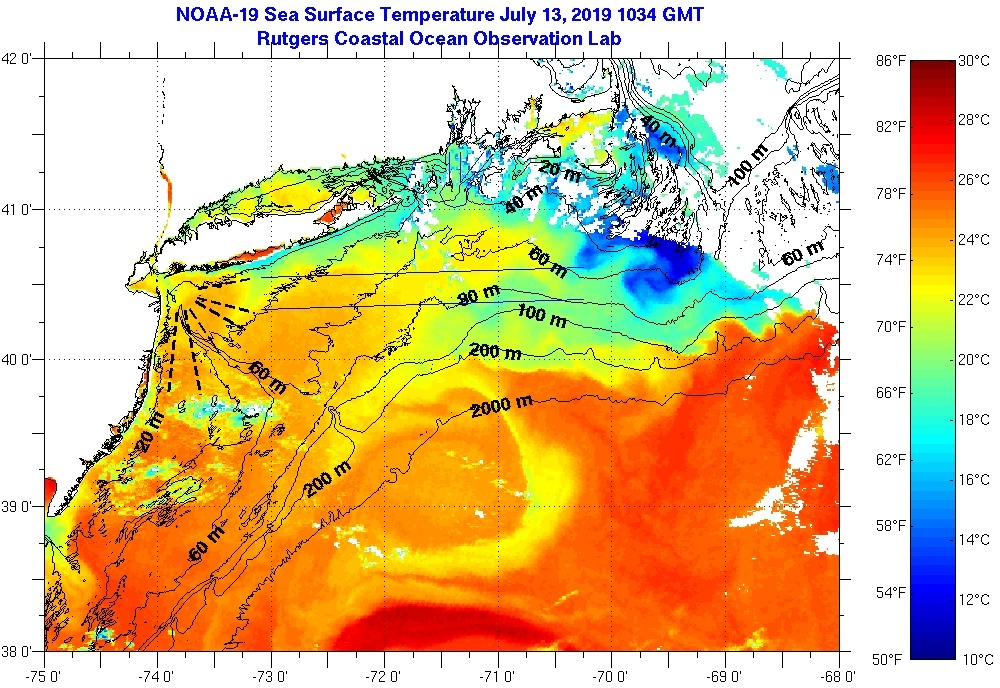 NOAA-19 Sea Surface Temperature July 13, 2019 1034 GMT
Rutgers Coastal Ocean Observation Lab
42 0'
41 0'
40 0'
39 0'
38 0'
-75 0'
-74 0'
-73 0'
-72 0'
-71 0'
-70 0'
-69 0'
-68 0'
40 m
100 m
20 m
40 m
60 m
60 m
80 m
100 m
200 m
60 m
2000 m
20 m
200 m
60 m
86°F
82°F
78°F
74°F
70°F
66°F
62°F
58°F
54°F
50°F
30°C
28°C
26°C
24°C
22°C
20°C
18°C
16°C
14°C
12°C
10°C